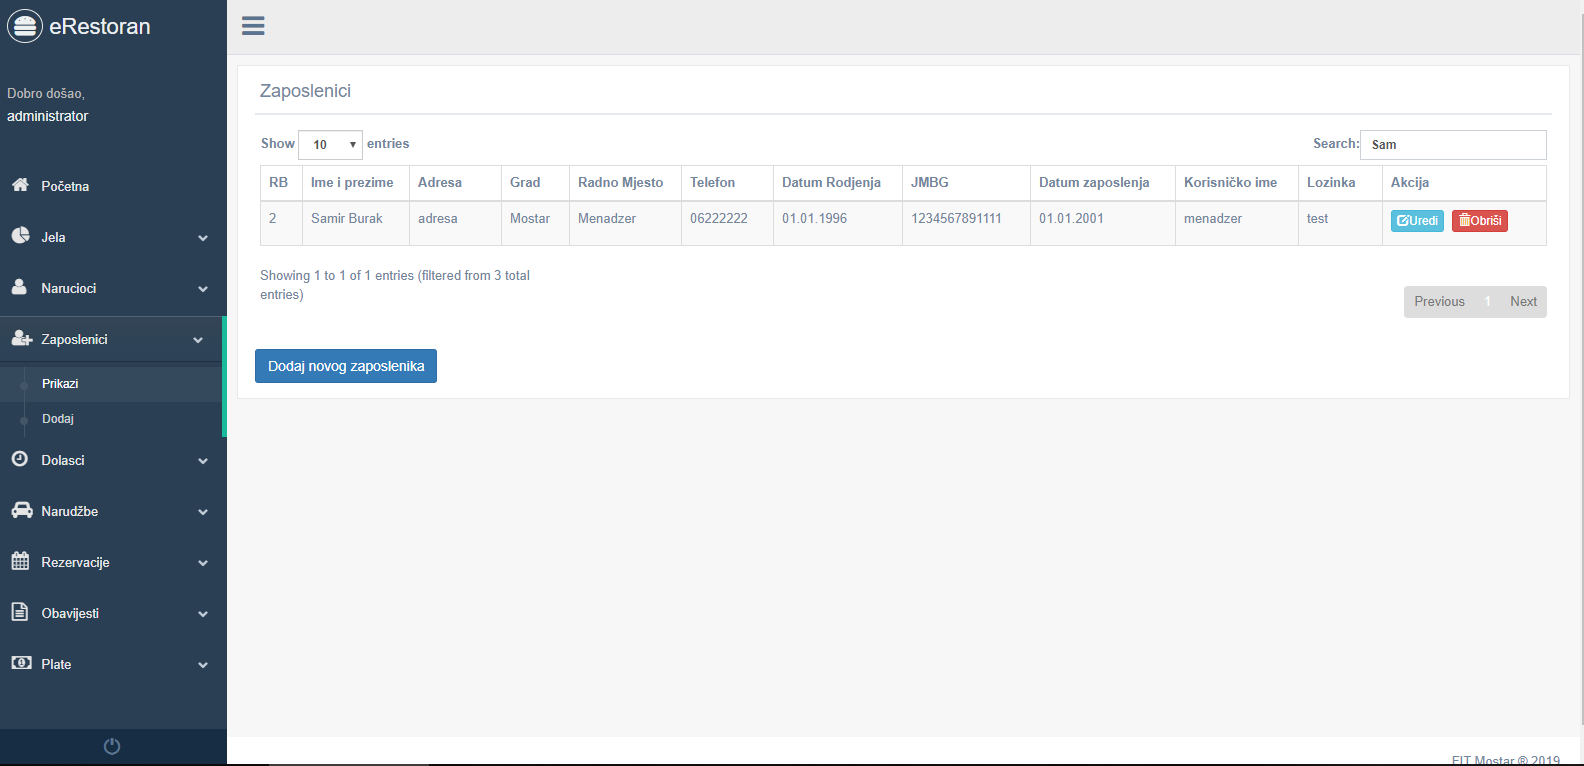 eRestoran
Dobro došao,
administrator
Početna
Jela
Narucioci
Zaposlenici
Prikazi
Dodaj
Dolasci
Narudžbe
Rezervacije
Obavijesti
Plate
Zaposlenici
Show 10 entries
Search: Sam
RB Ime i prezime Adresa Grad Radno Mjesto Telefon Datum Rodjenja JMBG Datum zaposlenja Korisničko ime Lozinka Akcija
2 Samir Burak adresa Mostar Menadzer 06222222 01.01.1996 1234567891111 01.01.2001 menadzer test Uredi Obriši
Showing 1 to 1 of 1 entries (filtered from 3 total
entries)
Previous 1 Next
Dodaj novog zaposlenika
FIT Mostar ® 2019